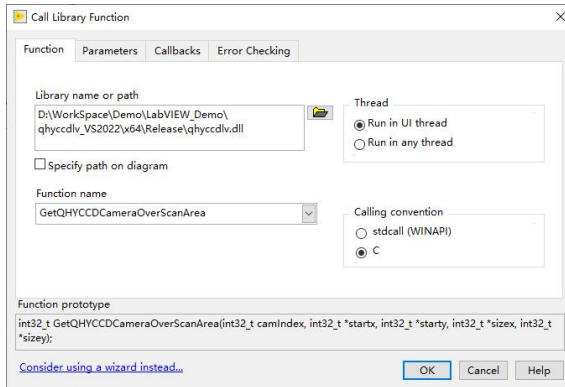 Call Library Function
Function Parameters Callbacks Error Checking
Library name or path
D:\WorkSpace\Demo\LabVIEW_Demo\
qhyccdlv_VS2022\x64\Release\qhyccdlv.dll
Specify path on diagram
Function name
GetQHYCCDCameraOverScanArea
Thread
Run in UI thread
Run in any thread
Calling convention
stdcall (WINAPI)
C
Function prototype
int32_t GetQHYCCDCameraOverScanArea(int32_t camIndex, int32_t *startx, int32_t *starty, int32_t *sizex, int32_t
*sizey);
Consider using a wizard instead...
OK Cancel Help